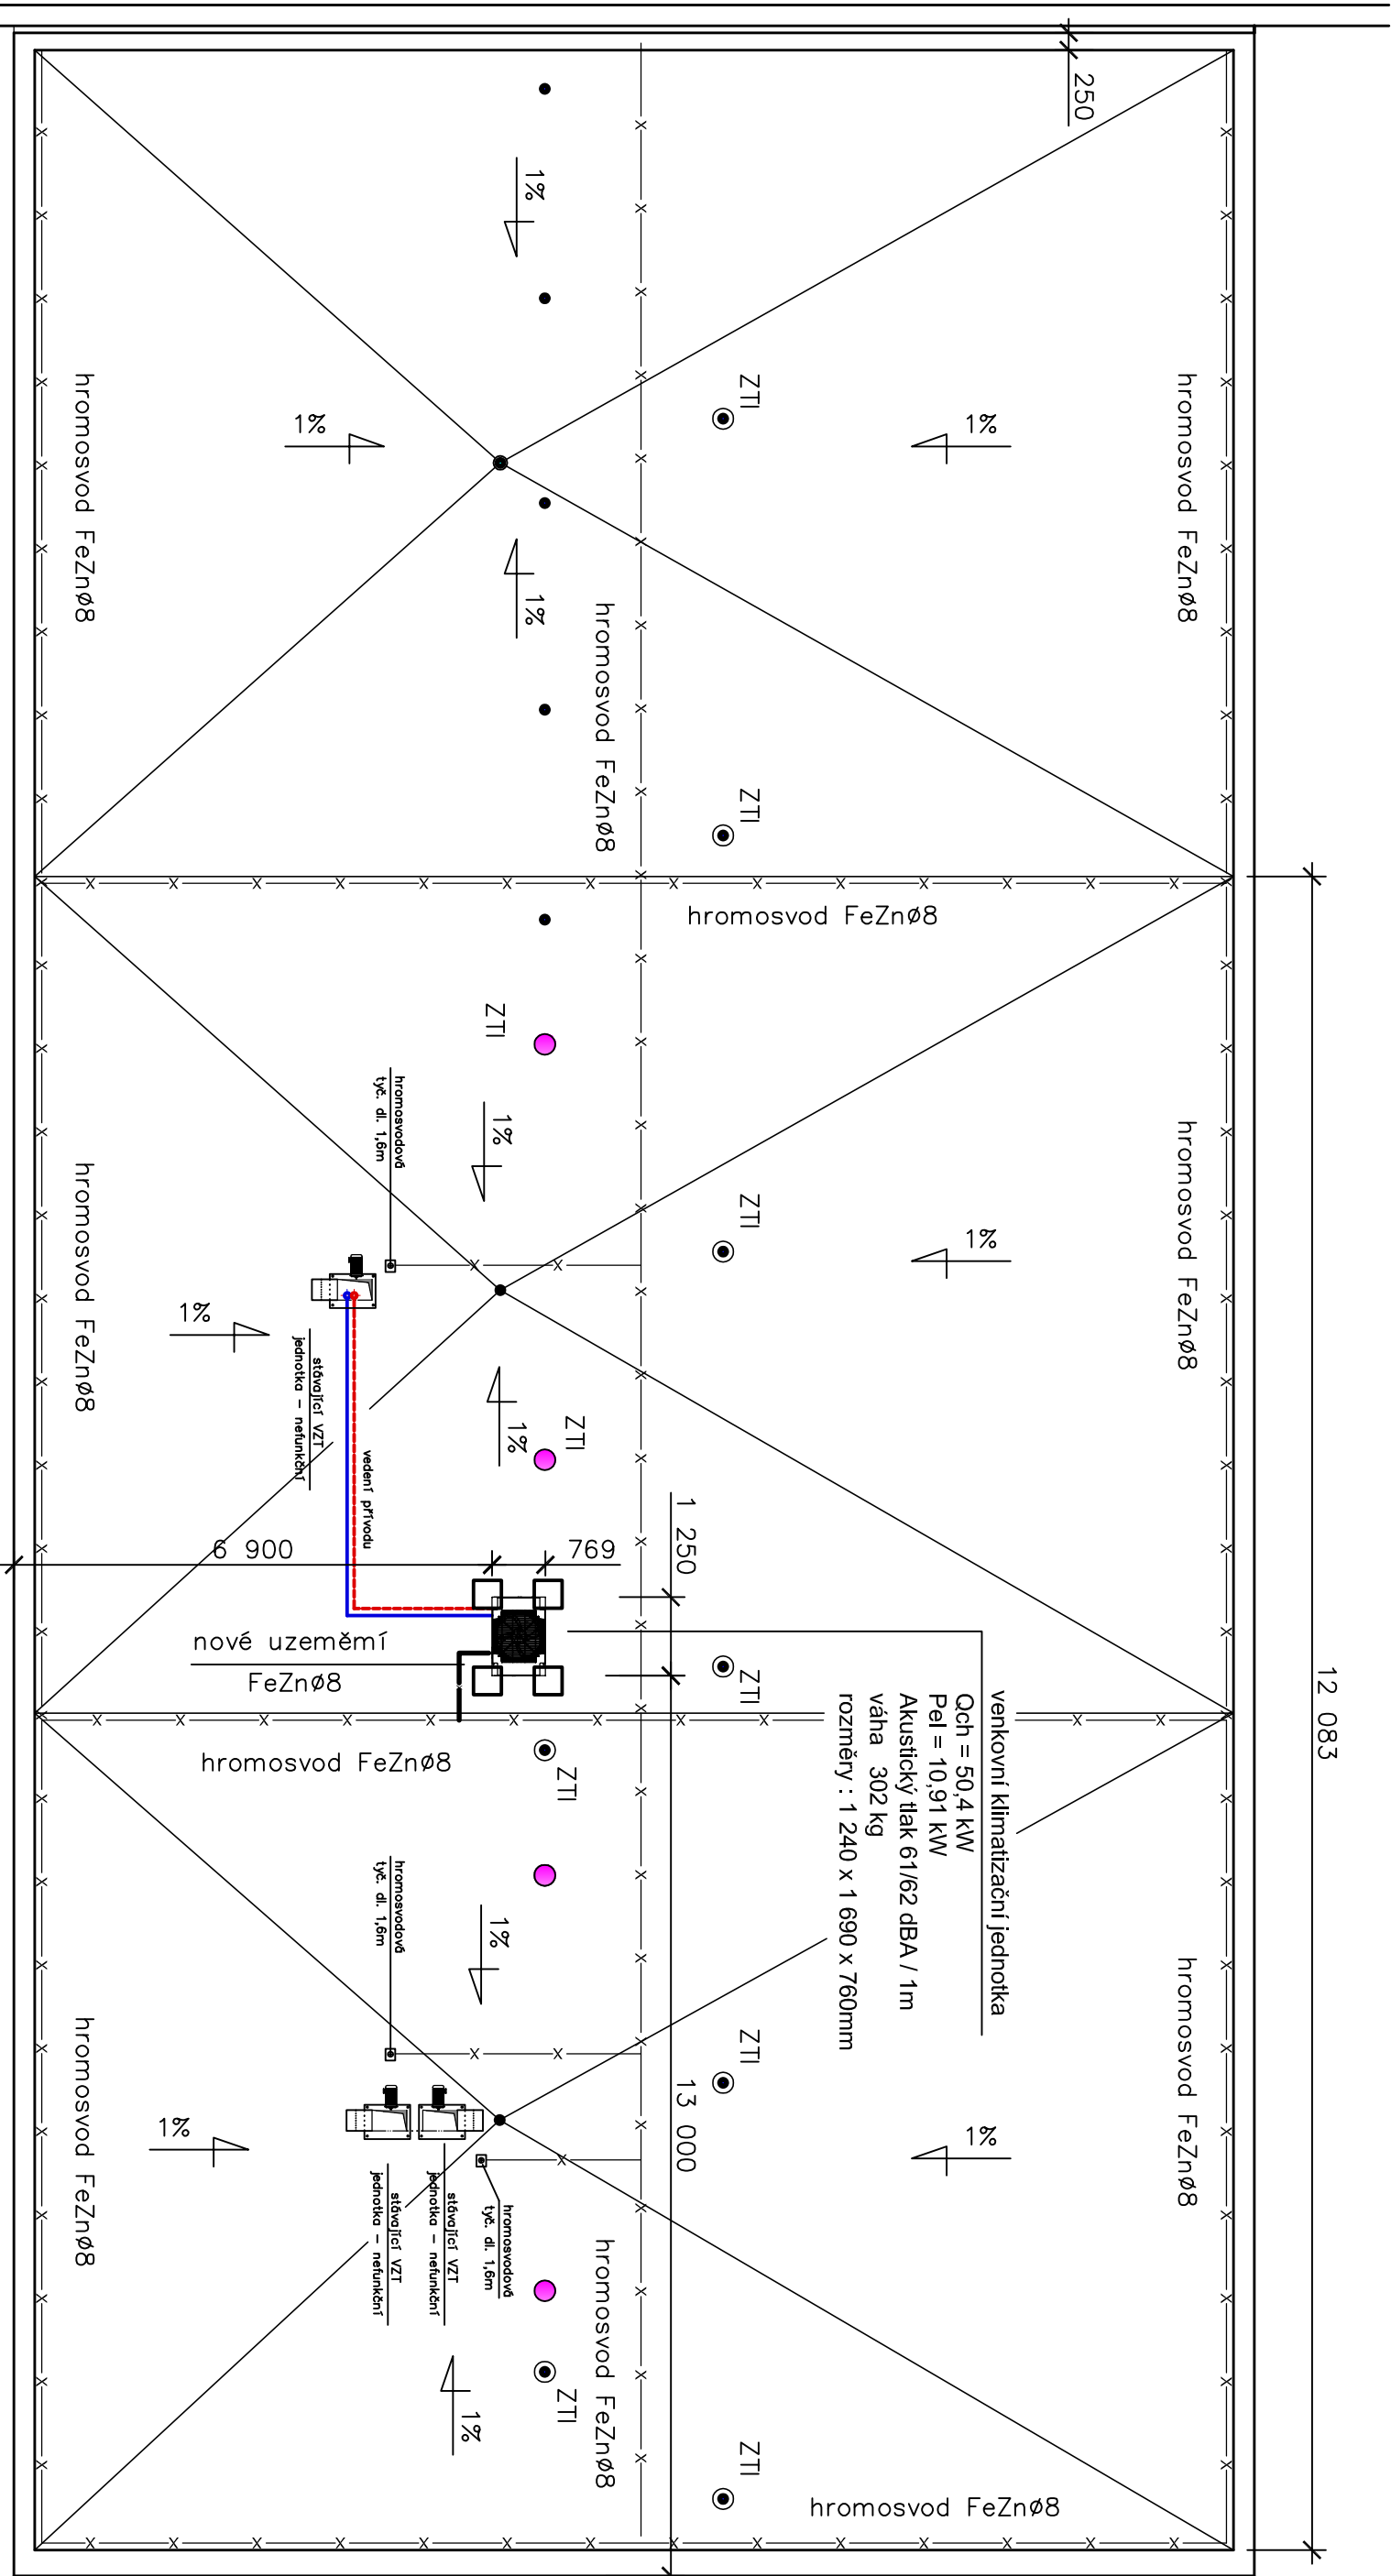 250
1%
hromosvod FeZnø8
1%
ZTI
1%
hromosvod FeZnø8
1%
hromosvod FeZnø8
ZTI
hromosvod FeZnø8
12 083
ZTI
hromosvodová
tyč. dl. 1,6m
1%
ZTI
1%
hromosvod FeZnø8
hromosvod FeZnø8
1%
stávající VZT
jednotka - nefunkční
vedení přívodu
1%
ZTI
1 250
6 900
769
nové uzeměmí
FeZnø8
ZTI
venkovní klimatizační jednotka
Qch = 50,4 kW
Pel = 10,91 kW
Akustický tlak 61/62 dBA / 1m
váha 302 kg
rozměry : 1 240 x 1 690 x 760mm
hromosvod FeZnø8
ZTI
hromosvodová
tyč. dl. 1,6m
1%
ZTI
13 000
hromosvod FeZnø8
hromosvod FeZnø8
1%
1%
stávající VZT
jednotka - nefunkční
stávající VZT
jednotka - nefunkční
hromosvodová
tyč. dl. 1,6m
hromosvod FeZnø8
1%
ZTI
ZTI
hromosvod FeZnø8